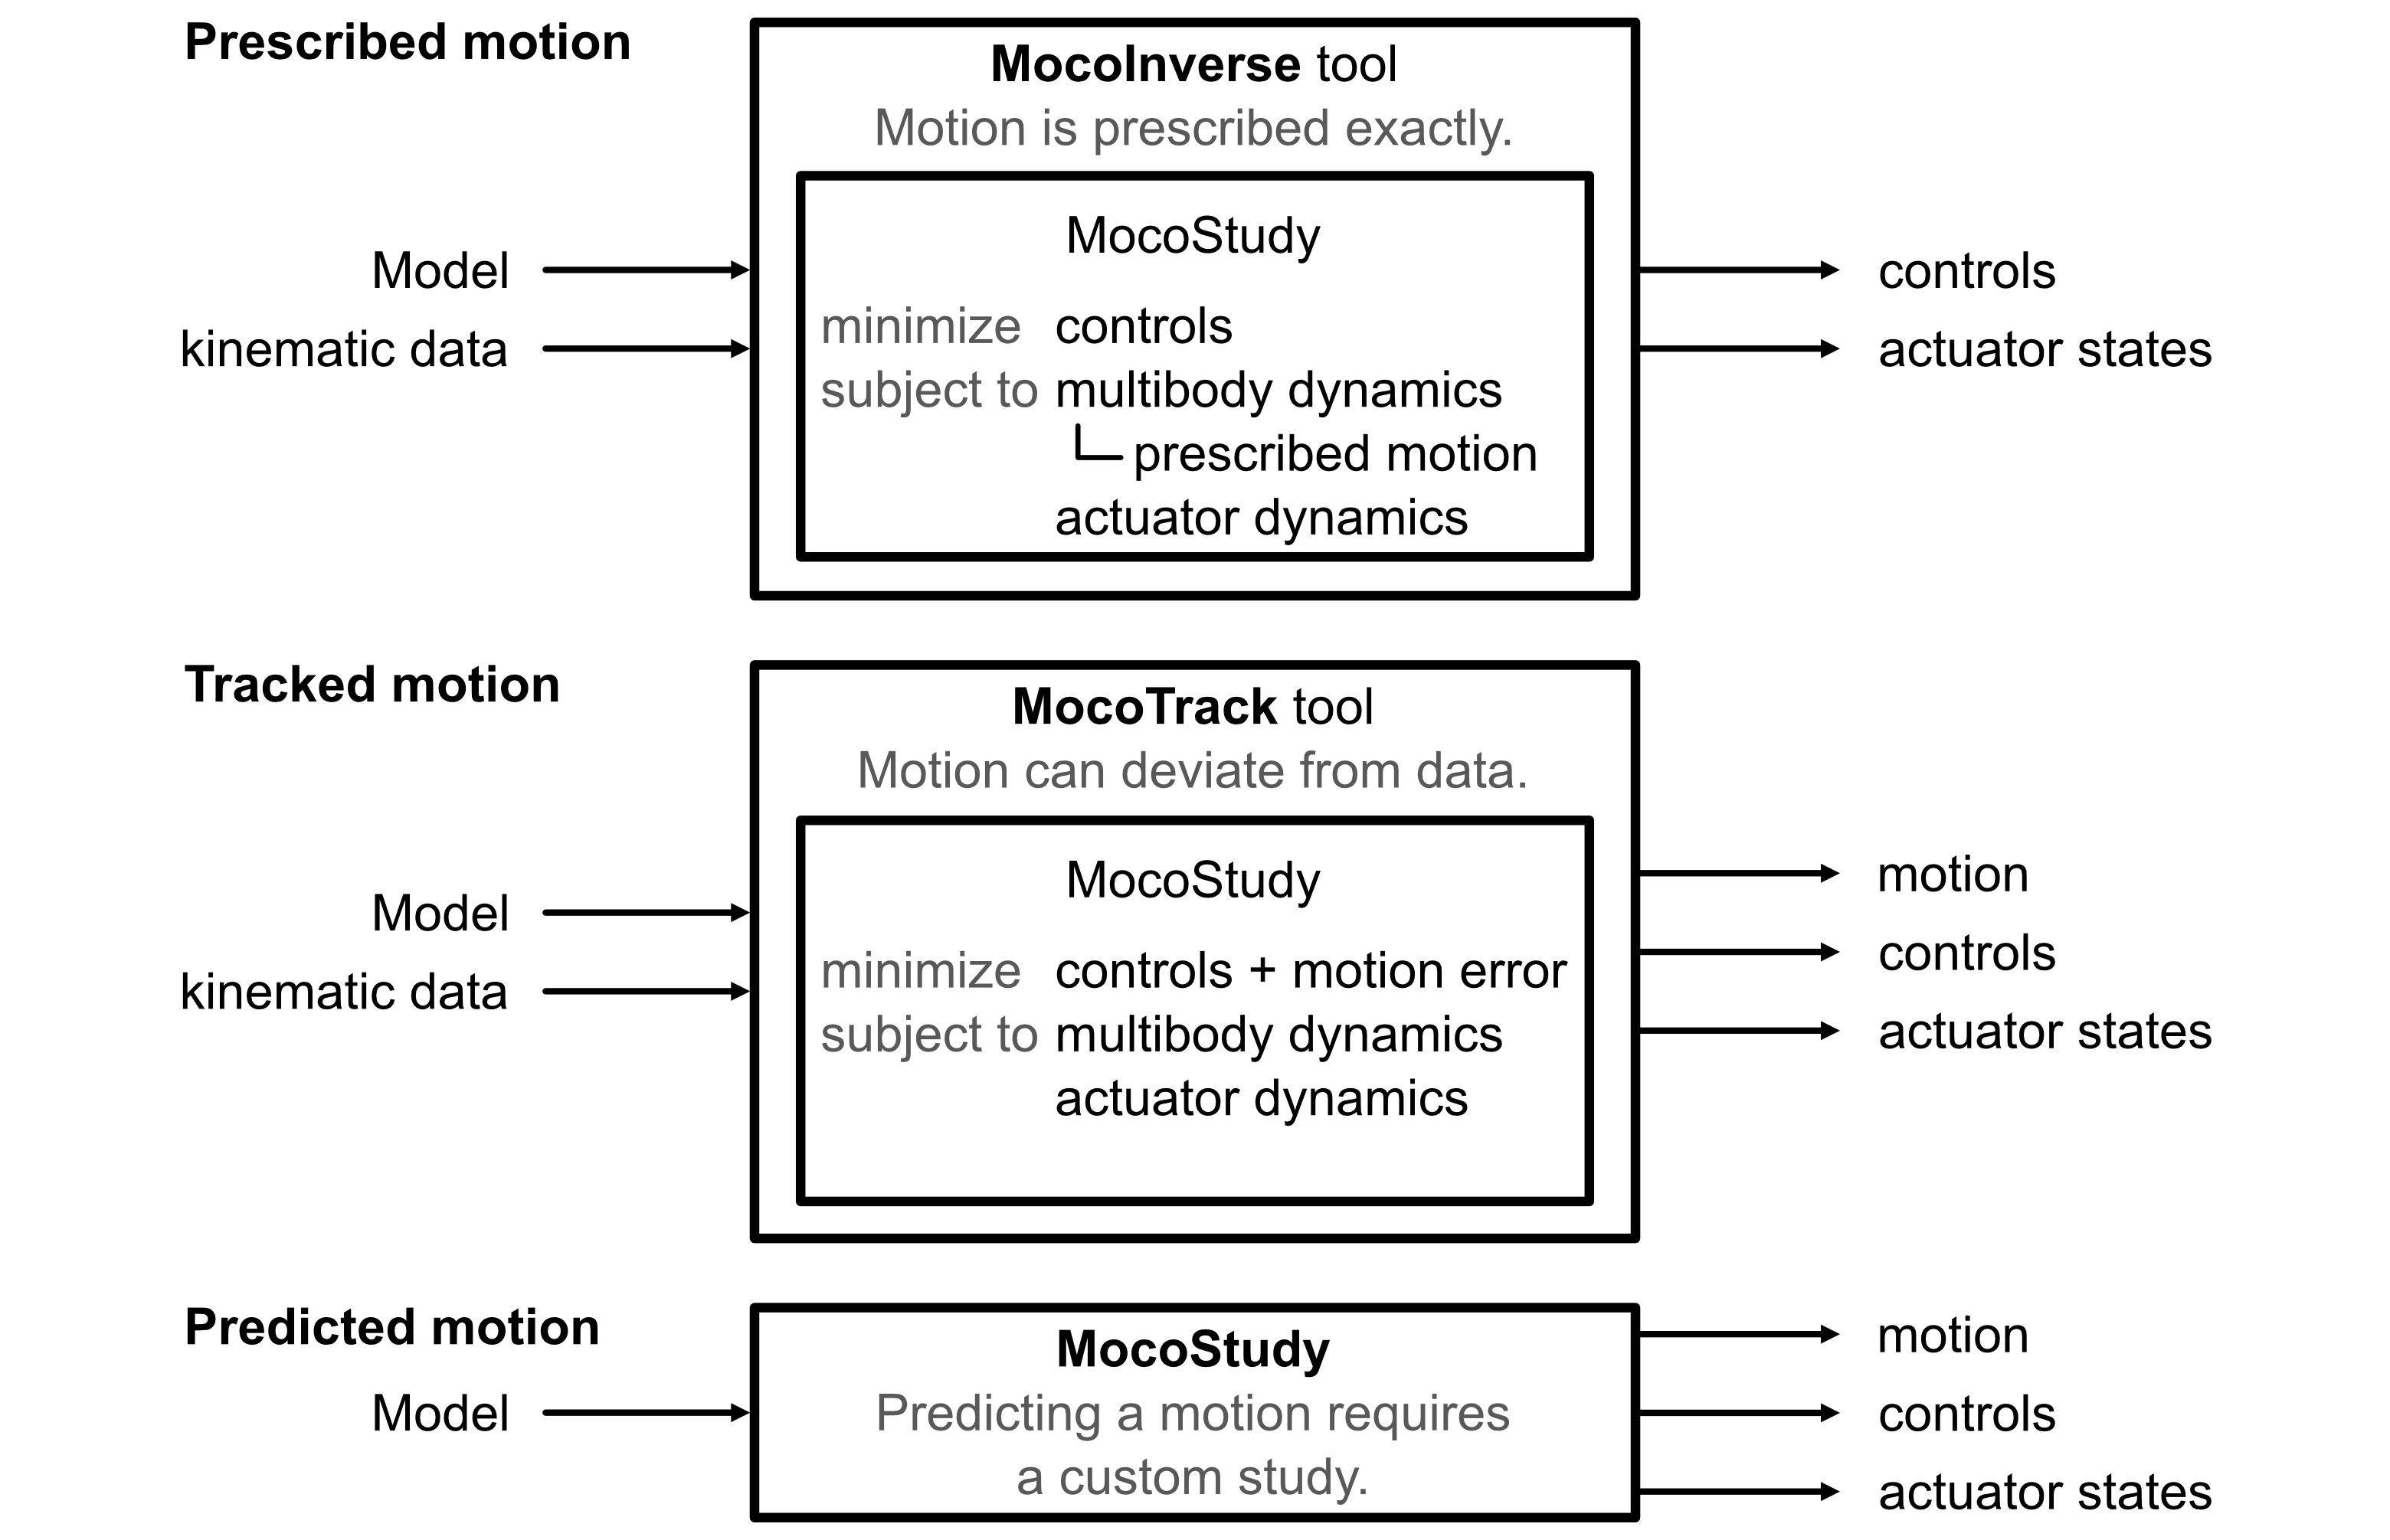 Prescribed motion
MocoInverse tool
Motion is prescribed exactly.
MocoStudy
Model
kinematic data
minimize controls
subject to multibody dynamics
prescribed motion
actuator dynamics
controls
actuator states
Tracked motion
MocoTrack tool
Motion can deviate from data.
MocoStudy
Model
kinematic data
minimize controls + motion error
subject to multibody dynamics
actuator dynamics
motion
controls
actuator states
Predicted motion
Model
MocoStudy
Predicting a motion requires
a custom study.
motion
controls
actuator states